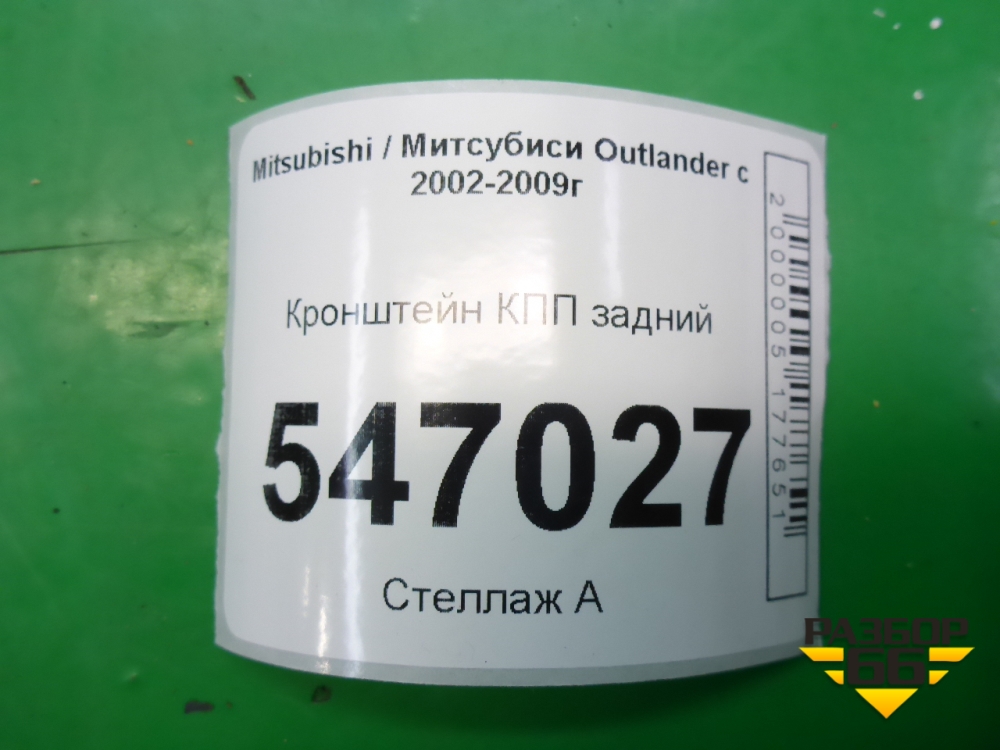 Mitsubishi / Митсубиси Outlander с
2002-2009г
Кронштейн КПП задний
547027
Стеллаж А
2000005177651
РАЗБОР
66